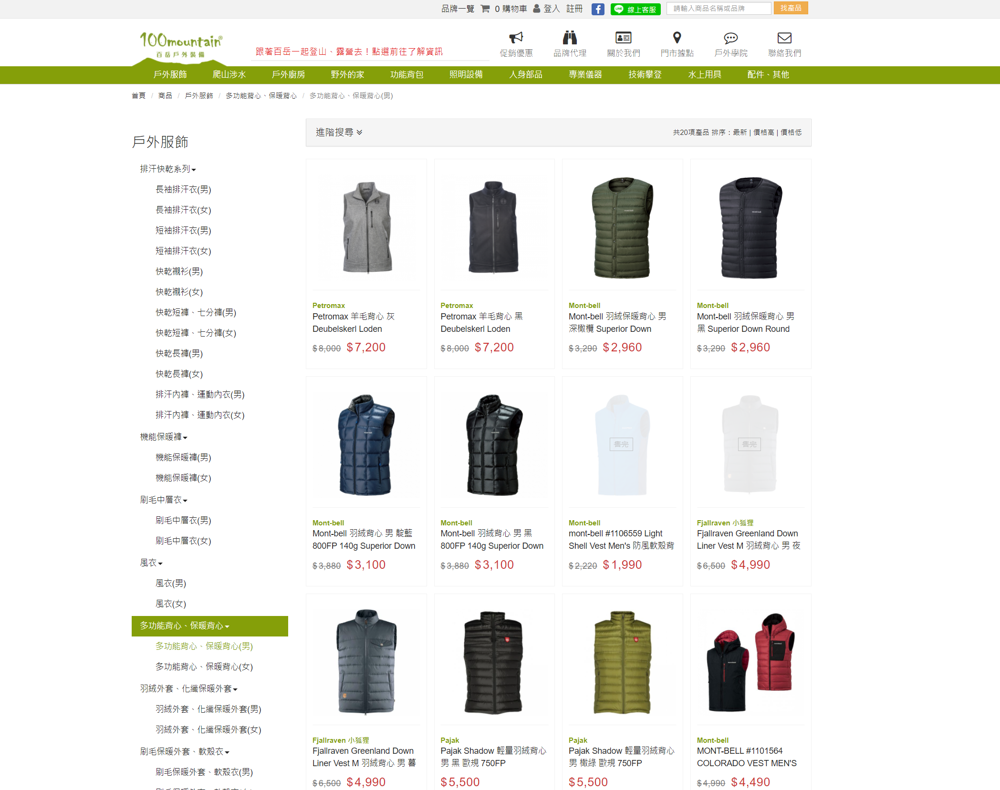 品牌一覽 0 購物車 登入 註冊 f LINE 線上客服 請輸入商品名稱或品牌 找產品
100mountain®
百岳戶外裝備
跟著百岳一起登山、露營去！點選前往了解資訊
促銷優惠 品牌代理 關於我們 門市據點 戶外學院 聯絡我們
戶外服飾 爬山涉水 戶外廚房 野外的家 功能背包 照明設備 人身部品 專業儀器 技術攀登 水上用具 配件、其他
首頁 / 商品 / 戶外服飾 / 多功能背心、保暖背心 / 多功能背心、保暖背心(男)
戶外服飾
排汗快乾系列
長袖排汗衣(男)
長袖排汗衣(女)
短袖排汗衣(男)
短袖排汗衣(女)
快乾襯衫(男)
快乾襯衫(女)
快乾短褲、七分褲(男)
快乾短褲、七分褲(女)
快乾長褲(男)
快乾長褲(女)
排汗內褲、運動內衣(男)
排汗內褲、運動內衣(女)
機能保暖褲
機能保暖褲(男)
機能保暖褲(女)
刷毛中層衣
刷毛中層衣(男)
刷毛中層衣(女)
風衣
風衣(男)
風衣(女)
多功能背心、保暖背心
多功能背心、保暖背心(男)
多功能背心、保暖背心(女)
羽絨外套、化纖保暖外套
羽絨外套、化纖保暖外套(男)
羽絨外套、化纖保暖外套(女)
刷毛保暖外套、軟殼衣
刷毛保暖外套、軟殼衣(男)
進階搜尋
共20項產品 排序：最新 | 價格高 | 價格低
Petromax
Petromax 羊毛背心 灰
Deubelskerl Loden
$8,000 $7,200
Petromax
Petromax 羊毛背心 黑
Deubelskerl Loden
$8,000 $7,200
Mont-bell
Mont-bell 羽絨保暖背心 男
深橄欖 Superior Down
$3,290 $2,960
Mont-bell
Mont-bell 羽絨保暖背心 男
黑 Superior Down Round
$3,290 $2,960
Mont-bell
Mont-bell 羽絨背心 男 靛藍
800FP 140g Superior Down
$3,880 $3,100
Mont-bell
Mont-bell 羽絨背心 男 黑
800FP 140g Superior Down
$3,880 $3,100
售完
Mont-bell
mont-bell #1106559 Light
Shell Vest Men's 防風軟殼背
$2,220 $1,990
售完
Fjallraven 小狐狸
Fjallraven Greenland Down
Liner Vest M 羽絨背心 男 夜
$6,500 $4,990
Fjallraven 小狐狸
Fjallraven Greenland Down
Liner Vest M 羽絨背心 男 暮
$6,500 $4,990
Pajak
Pajak Shadow 輕量羽絨背心
男 黑 歐規 750FP
$5,500
Pajak
Pajak Shadow 輕量羽絨背心
男 橄綠 歐規 750FP
$5,500
Mont-bell
MONT-BELL #1101564
COLORADO VEST MEN'S
$4,990 $4,490